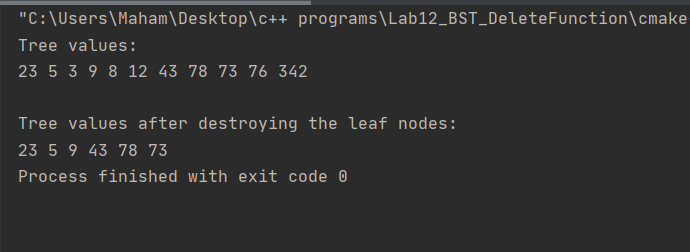 "C:\Users\Maham\Desktop\c++ programs\Lab12_BST_DeleteFunction\cmake
Tree values:
23 5 3 9 8 12 43 78 73 76 342
Tree values after destroying the leaf nodes:
23 5 9 43 78 73
Process finished with exit code 0